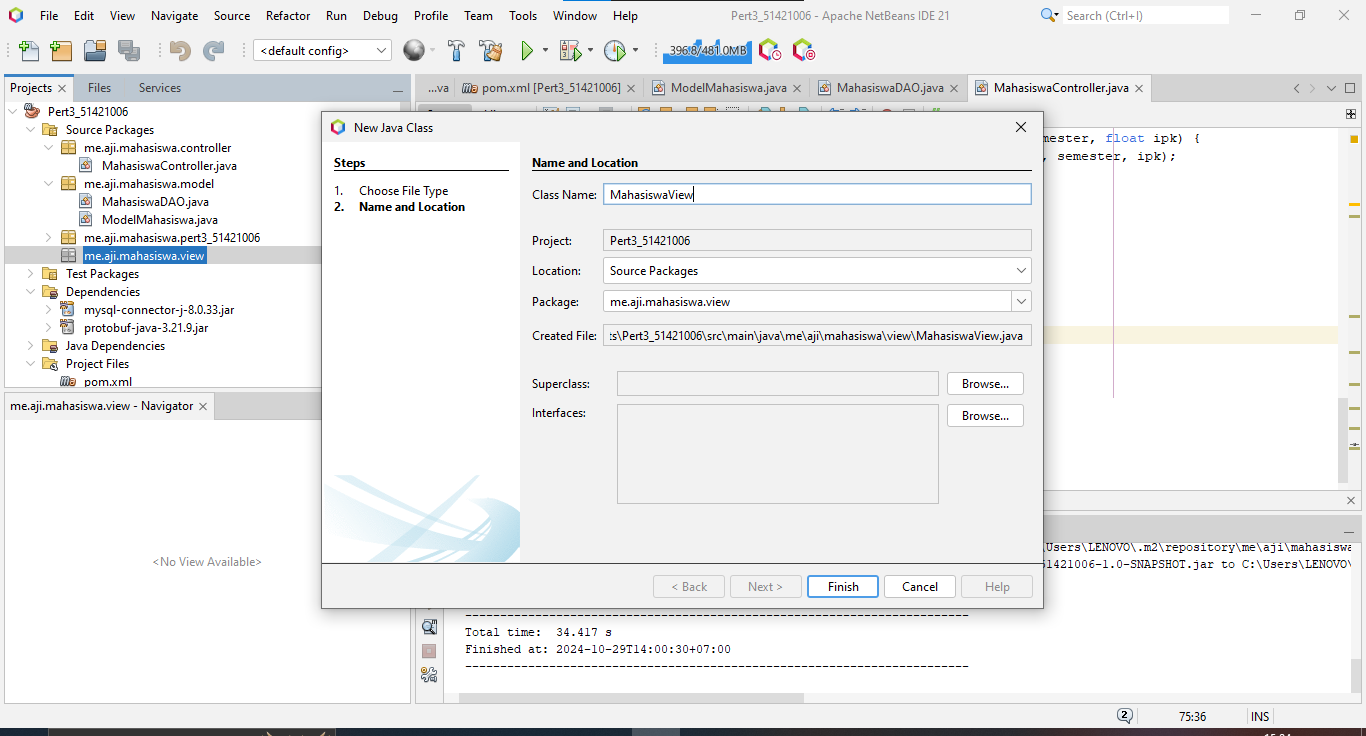 File Edit View Navigate Source Refactor Run Debug Profile Team Tools Window Help
Pert3_51421006 - Apache NetBeans IDE 21
Search (Ctrl+I)
<default config>
396.8/481.0MB
Projects Files Services
...va pom.xml [Pert3_51421006] ModelMahasiswa.java MahasiswaDAO.java MahasiswaController.java
Pert3_51421006
Source Packages
me.aji.mahasiswa.controller
MahasiswaController.java
me.aji.mahasiswa.model
MahasiswaDAO.java
ModelMahasiswa.java
me.aji.mahasiswa.pert3_51421006
me.aji.mahasiswa.view
Test Packages
Dependencies
mysql-connector-j-8.0.33.jar
protobuf-java-3.21.9.jar
Java Dependencies
Project Files
pom.xml
me.aji.mahasiswa.view - Navigator
<No View Available>
mester, float ipk) {
, semester, ipk);
New Java Class
Steps
1. Choose File Type
2. Name and Location
Name and Location
Class Name: MahasiswaView
Project: Pert3_51421006
Location: Source Packages
Package: me.aji.mahasiswa.view
Created File: ts\Pert3_51421006\src\main\java\me\aji\mahasiswa\view\MahasiswaView.java
Superclass: Browse...
Interfaces: Browse...
< Back Next > Finish Cancel Help
\Users\LENOVO\.m2\repository\me\aji\mahasiswa
51421006-1.0-SNAPSHOT.jar to C:\Users\LENOVO\
------------------------------------------------------------------------
Total time:  34.417 s
Finished at: 2024-10-29T14:00:30+07:00
------------------------------------------------------------------------
2 75:36 INS